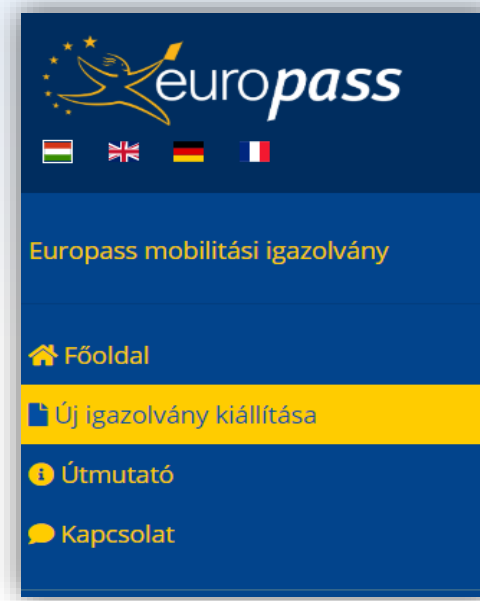 europass
Europass mobilitási igazolvány
Főoldal
Új igazolvány kiállítása
Útmutató
Kapcsolat